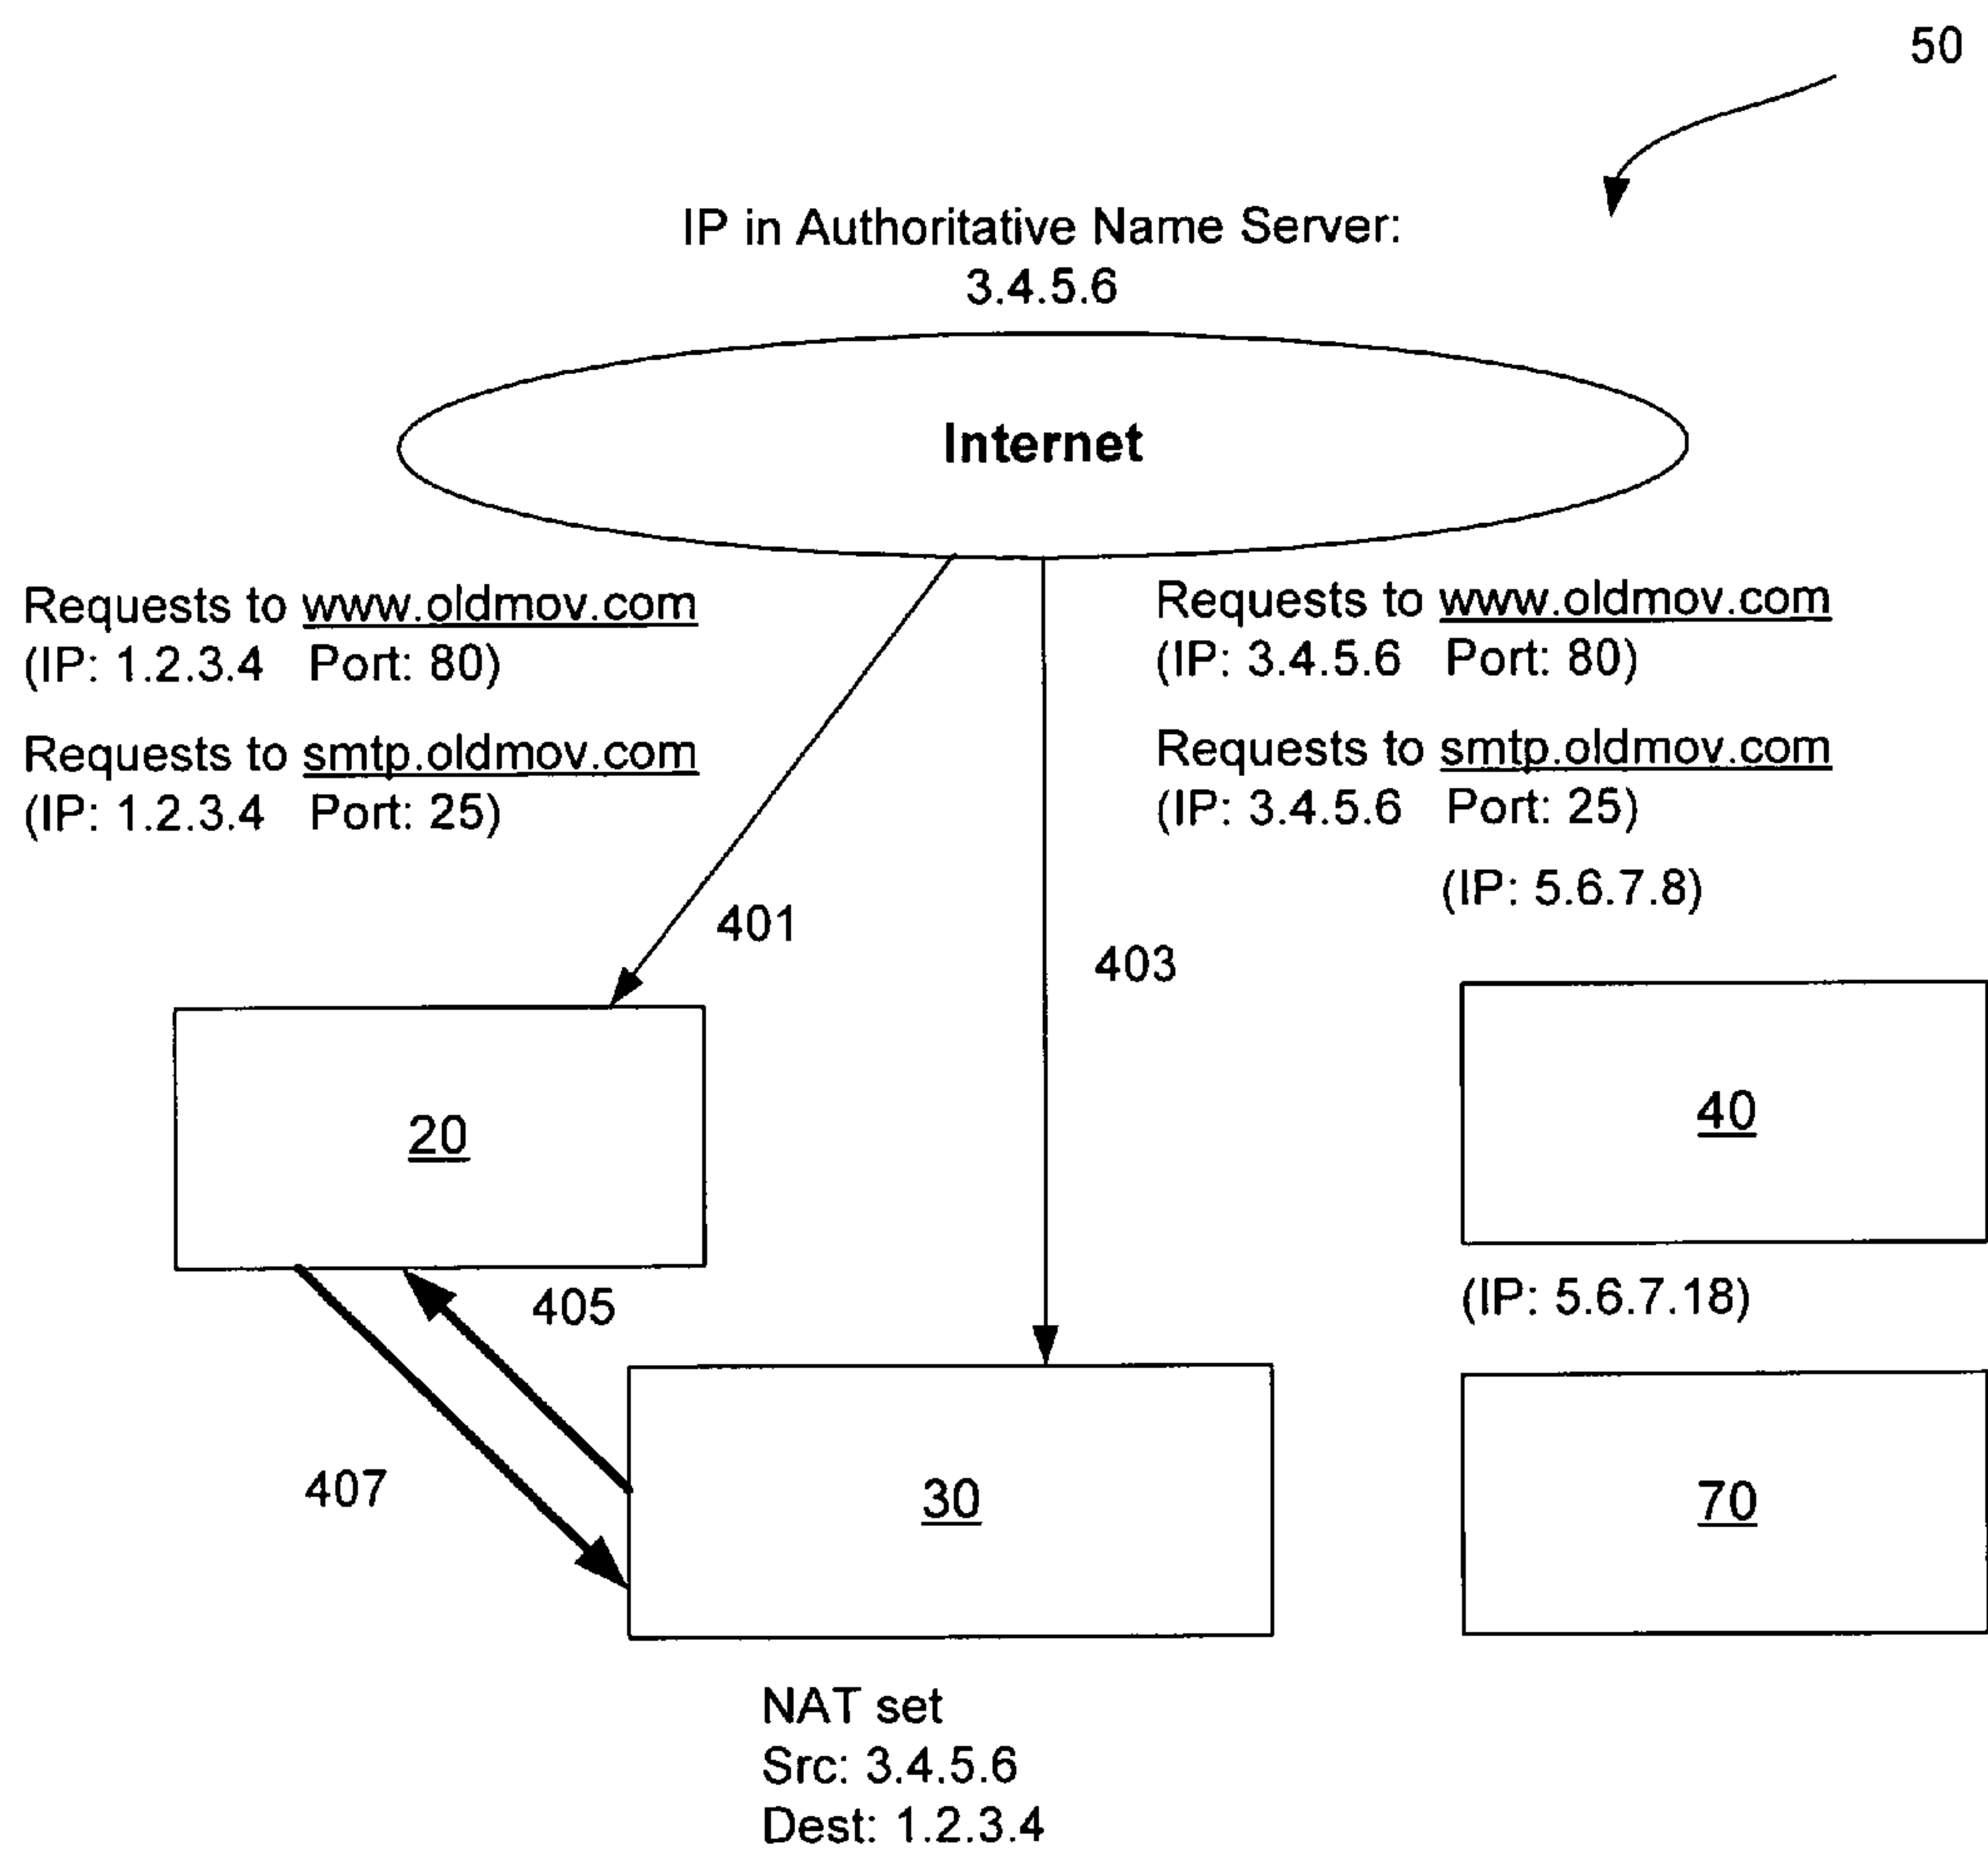 50
IP in Authoritative Name Server:
3.4.5.6
Internet
Requests to www.oldmov.com
(IP: 1.2.3.4 Port: 80)
Requests to smtp.oldmov.com
(IP: 1.2.3.4 Port: 25)
Requests to www.oldmov.com
(IP: 3.4.5.6 Port: 80)
Requests to smtp.oldmov.com
(IP: 3.4.5.6 Port: 25)
(IP: 5.6.7.8)
401
403
20
40
405
(IP: 5.6.7.18)
407
30
70
NAT set
Src: 3.4.5.6
Dest: 1.2.3.4